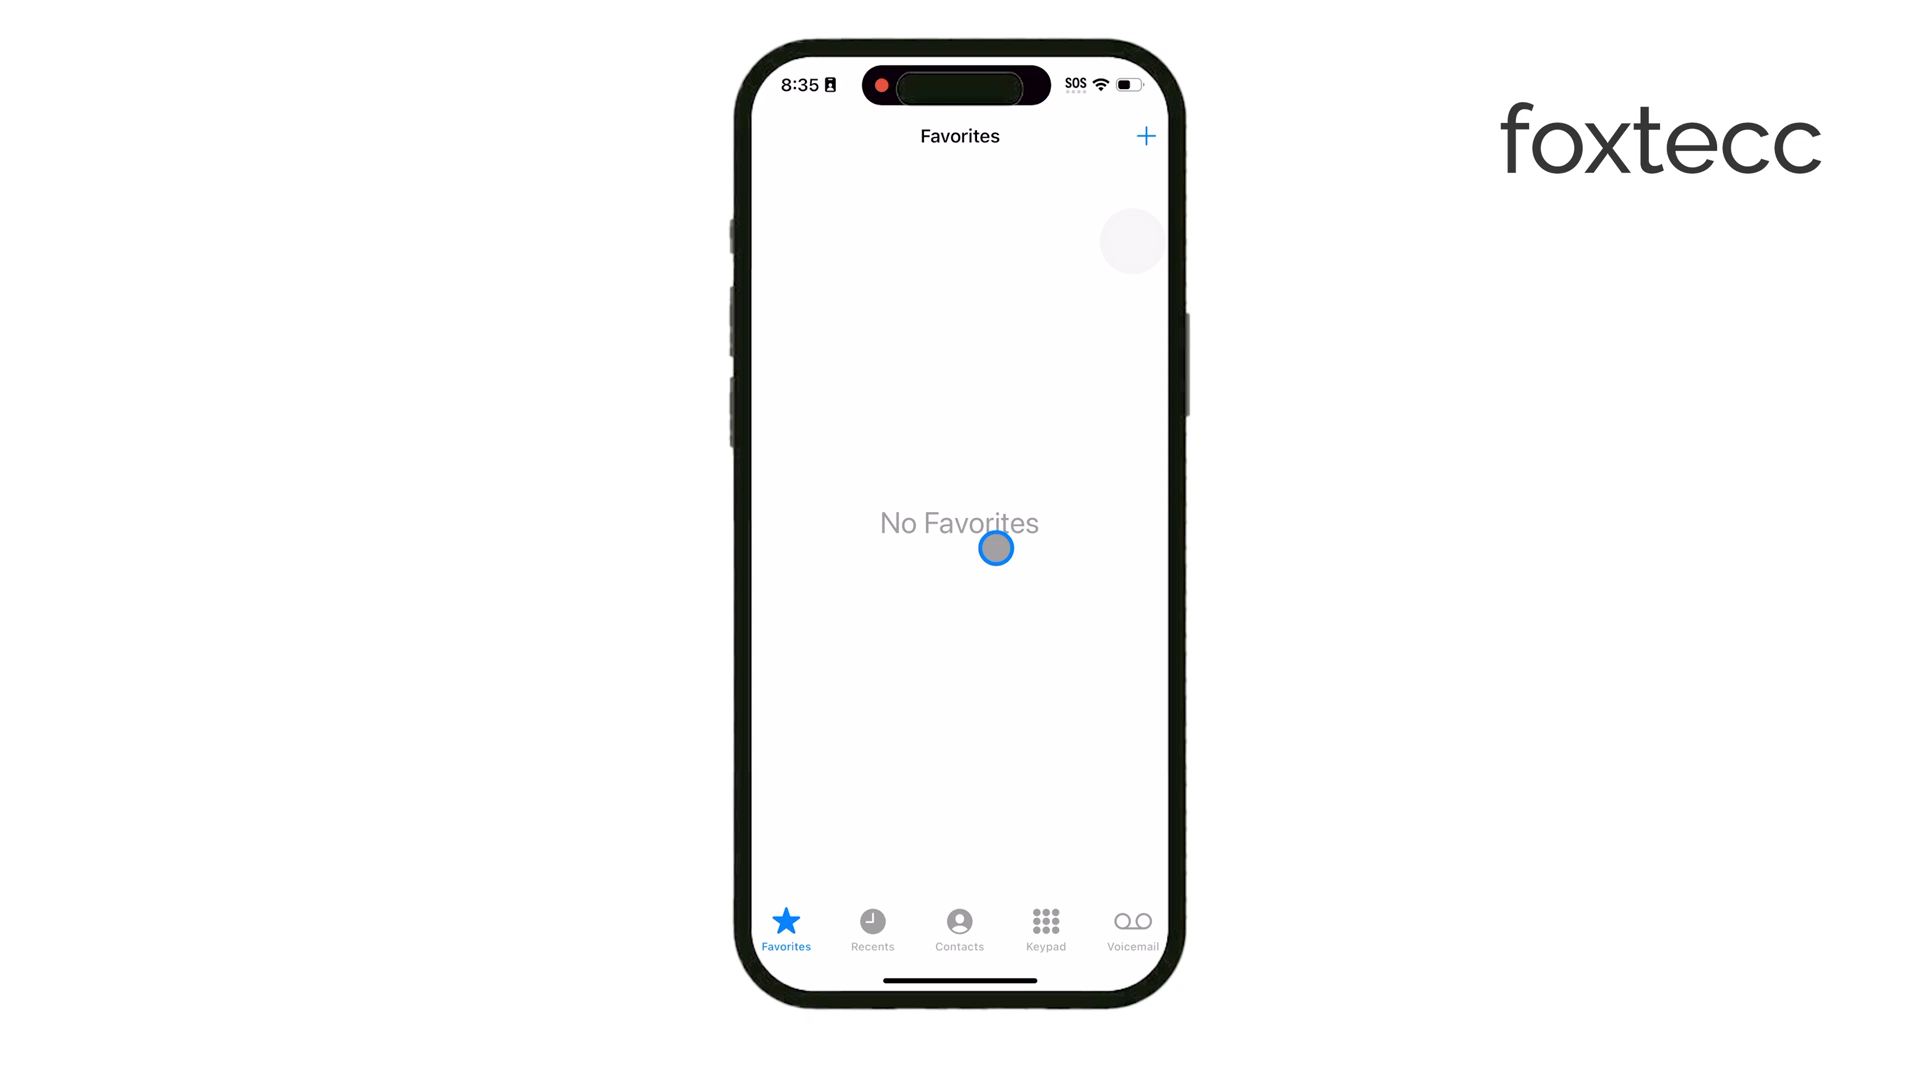 8:35
SOS
foxtecc
Favorites
No Favorites
Favorites
Recents
Contacts
Keypad
Voicemail